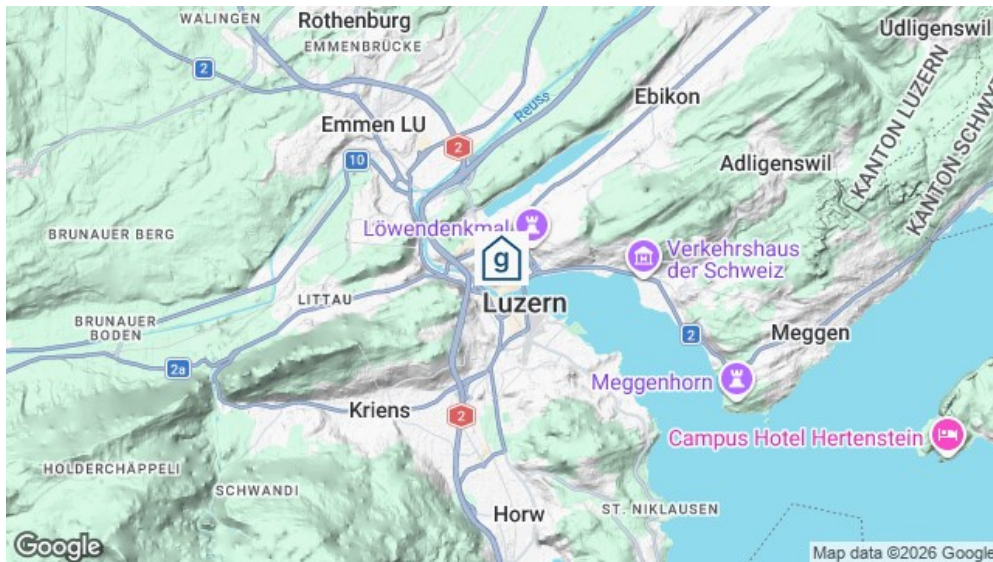 WALINGEN
Rothenburg
EMMENBRÜCKE
Udligenswil
2
Reuss
Ebikon
KANTON LUZERN
KANTON SCHWYZ
Emmen LU
2
10
Adligenswil
Löwendenkmal
BRUNAUER BERG
g
Verkehrshaus
der Schweiz
LITTAU
Luzern
BRUNAUER
BODEN
2
Meggen
2a
Meggenhorn
Kriens
2
Campus Hotel Hertenstein
HOLDERCHÄPPELI
SCHWANDI
Horw
ST. NIKLAUSEN
Google
Map data ©2026 Google